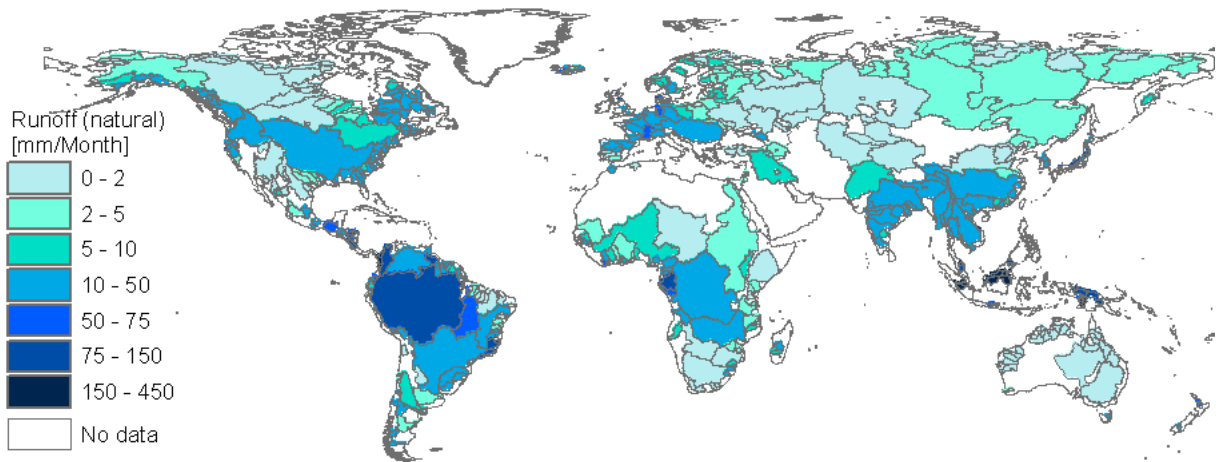 Runoff (natural)
[mm/Month]
0 - 2
2 - 5
5 - 10
10 - 50
50 - 75
75 - 150
150 - 450
No data